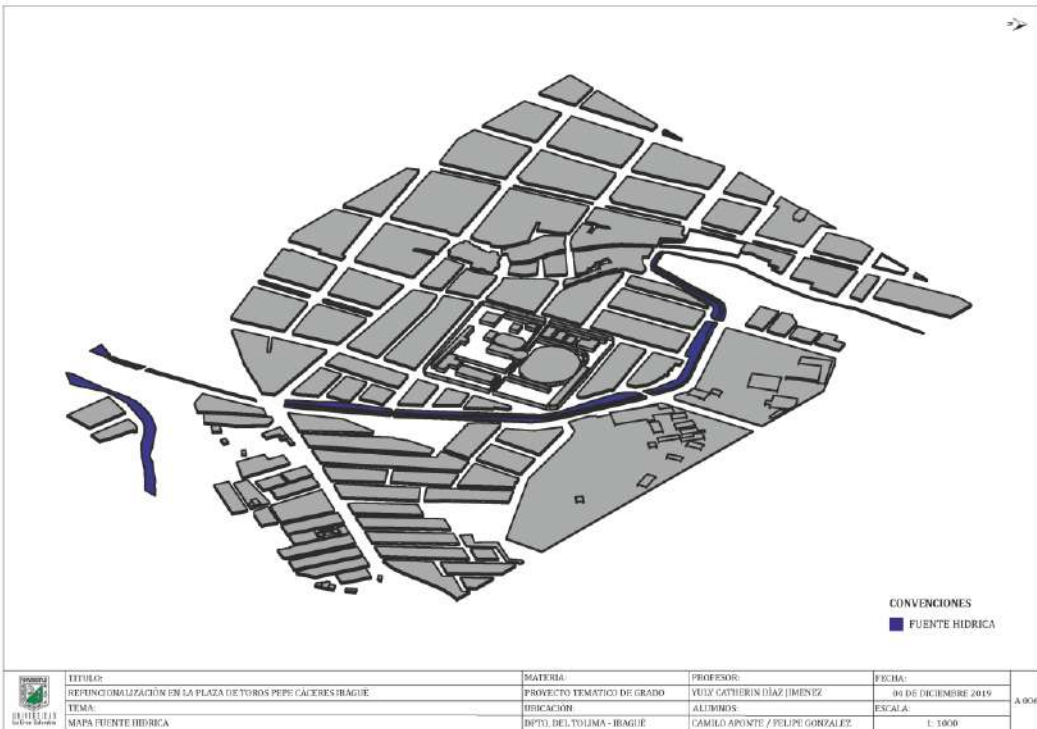 CONVENCIONES
FUENTE HIDRICA
TITULO:
REFUNCIONALIZACIÓN EN LA PLAZA DE TOROS PEPE CÁCERES IBAGUÉ
TEMA:
MAPA FUENTE HIDRICA
MATERIA:
PROYECTO TEMATICO DE GRADO
UBICACIÓN:
DPTO. DEL TOLIMA - IBAGUÉ
PROFESOR:
YULY CATHERIN DÍAZ JIMENEZ
ALUMNOS:
CAMILO APONTE / FELIPE GONZALEZ
FECHA:
04 DE DICIEMBRE 2019
ESCALA:
1: 1000
A 006